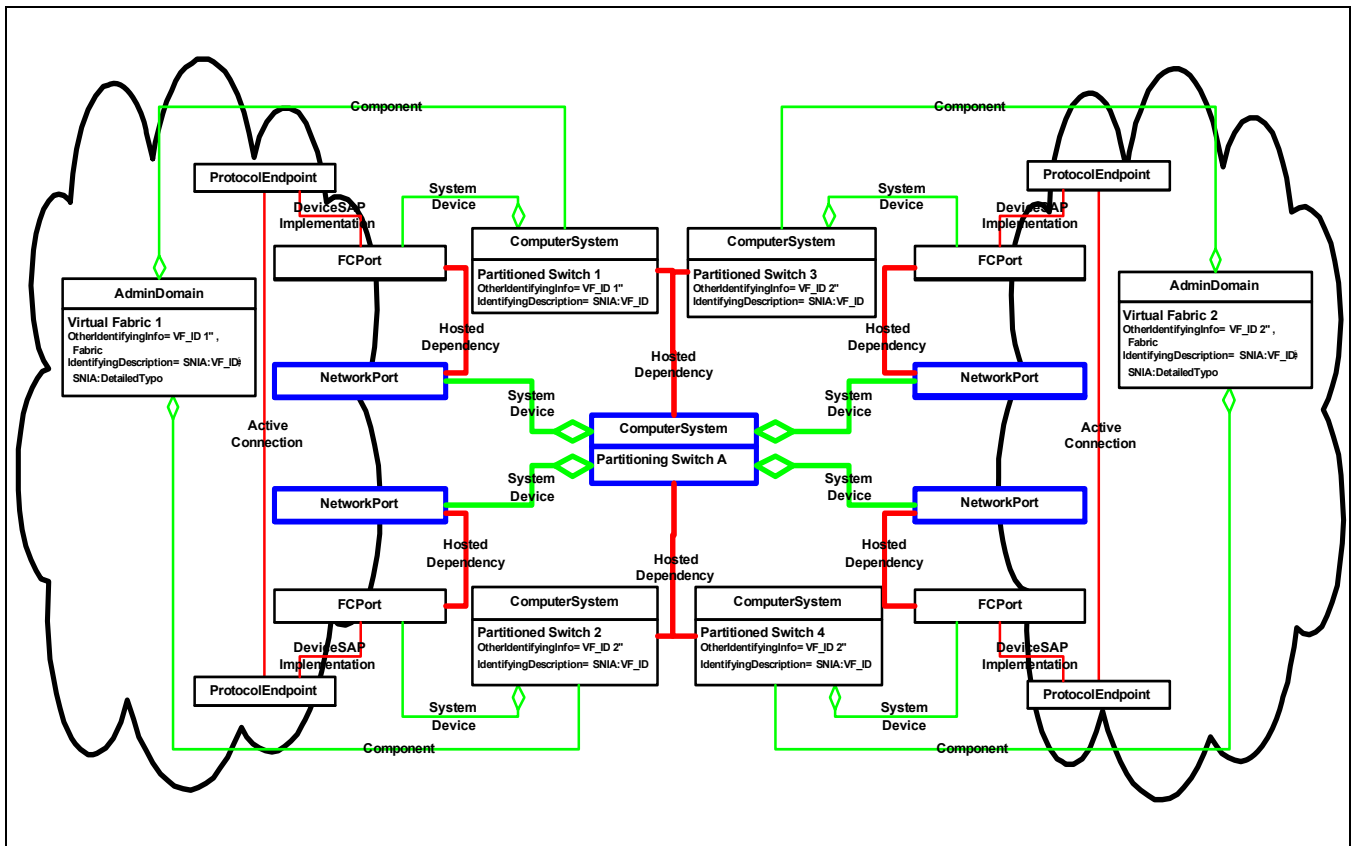 Component
Component
ProtocolEndpoint
ProtocolEndpoint
System
Device
System
Device
DeviceSAP
Implementation
DeviceSAP
Implementation
ComputerSystem
Partitioned Switch 1
OtherIdentifyingInfo= VF_ID 1"
IdentifyingDescription= SNIA:VF_ID
ComputerSystem
Partitioned Switch 3
OtherIdentifyingInfo= VF_ID 2"
IdentifyingDescription= SNIA:VF_ID
FCPort
FCPort
AdminDomain
Virtual Fabric 1
OtherIdentifyingInfo= VF_ID 1" ,
Fabric
IdentifyingDescription= SNIA:VF_ID
SNIA:DetailedTypo
AdminDomain
Virtual Fabric 2
OtherIdentifyingInfo= VF_ID 2" ,
Fabric
IdentifyingDescription= SNIA:VF_ID
SNIA:DetailedTypo
Hosted
Dependency
Hosted
Dependency
Hosted
Dependency
NetworkPort
NetworkPort
System
Device
System
Device
ComputerSystem
Partitioning Switch A
Active
Connection
Active
Connection
System
Device
System
Device
NetworkPort
NetworkPort
Hosted
Dependency
Hosted
Dependency
Hosted
Dependency
FCPort
FCPort
ComputerSystem
Partitioned Switch 2
OtherIdentifyingInfo= VF_ID 2"
IdentifyingDescription= SNIA:VF_ID
ComputerSystem
Partitioned Switch 4
OtherIdentifyingInfo= VF_ID 2"
IdentifyingDescription= SNIA:VF_ID
DeviceSAP
Implementation
DeviceSAP
Implementation
ProtocolEndpoint
ProtocolEndpoint
System
Device
System
Device
Component
Component